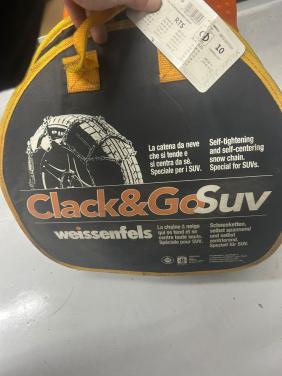 RTS
10
La catena da neve
che si tende e
si centra da sè.
Speciale per i SUV.
Self-tightening
and self-centering
snow chain.
Special for SUVs.
Clack&Go SUV
weissenfels
La chaîne à neige
qui se tend et se
centre toute seule.
Spéciale pour SUV.
Schneeketten,
selbst spannend
und selbst
zentrierend.
Speziell für SUV.